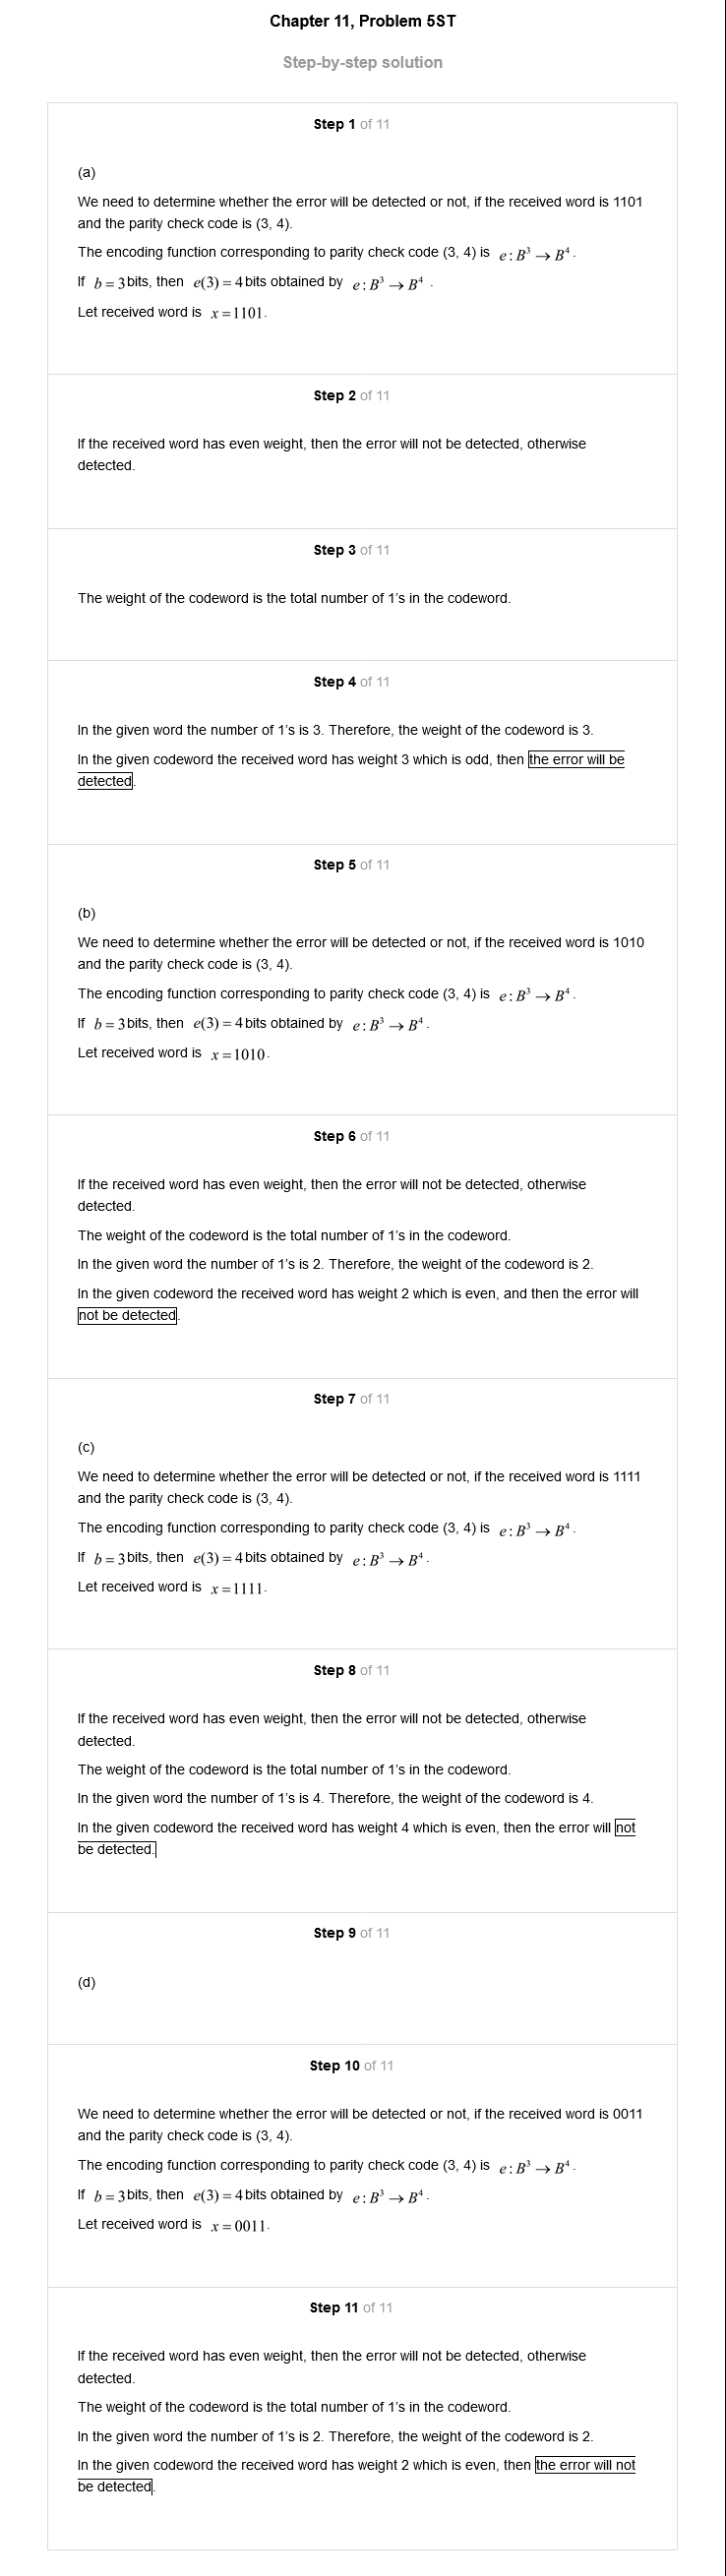 Chapter 11, Problem 5ST
Step-by-step solution
Step 1 of 11
(a)
We need to determine whether the error will be detected or not, if the received word is 1101
and the parity check code is (3, 4).
The encoding function corresponding to parity check code (3, 4) is e : B³ → B⁴ .
If b = 3 bits, then e(3) = 4 bits obtained by e : B³ → B⁴ .
Let received word is x = 1101.
Step 2 of 11
If the received word has even weight, then the error will not be detected, otherwise
detected.
Step 3 of 11
The weight of the codeword is the total number of 1's in the codeword.
Step 4 of 11
In the given word the number of 1's is 3. Therefore, the weight of the codeword is 3.
In the given codeword the received word has weight 3 which is odd, then the error will be
detected.
Step 5 of 11
(b)
We need to determine whether the error will be detected or not, if the received word is 1010
and the parity check code is (3, 4).
The encoding function corresponding to parity check code (3, 4) is e : B³ → B⁴ .
If b = 3 bits, then e(3) = 4 bits obtained by e : B³ → B⁴ .
Let received word is x = 1010.
Step 6 of 11
If the received word has even weight, then the error will not be detected, otherwise
detected.
The weight of the codeword is the total number of 1's in the codeword.
In the given word the number of 1's is 2. Therefore, the weight of the codeword is 2.
In the given codeword the received word has weight 2 which is even, and then the error will
not be detected.
Step 7 of 11
(c)
We need to determine whether the error will be detected or not, if the received word is 1111
and the parity check code is (3, 4).
The encoding function corresponding to parity check code (3, 4) is e : B³ → B⁴ .
If b = 3 bits, then e(3) = 4 bits obtained by e : B³ → B⁴ .
Let received word is x = 1111.
Step 8 of 11
If the received word has even weight, then the error will not be detected, otherwise
detected.
The weight of the codeword is the total number of 1's in the codeword.
In the given word the number of 1's is 4. Therefore, the weight of the codeword is 4.
In the given codeword the received word has weight 4 which is even, then the error will not
be detected.
Step 9 of 11
(d)
Step 10 of 11
We need to determine whether the error will be detected or not, if the received word is 0011
and the parity check code is (3, 4).
The encoding function corresponding to parity check code (3, 4) is e : B³ → B⁴ .
If b = 3 bits, then e(3) = 4 bits obtained by e : B³ → B⁴ .
Let received word is x = 0011.
Step 11 of 11
If the received word has even weight, then the error will not be detected, otherwise
detected.
The weight of the codeword is the total number of 1's in the codeword.
In the given word the number of 1's is 2. Therefore, the weight of the codeword is 2.
In the given codeword the received word has weight 2 which is even, then the error will not
be detected.